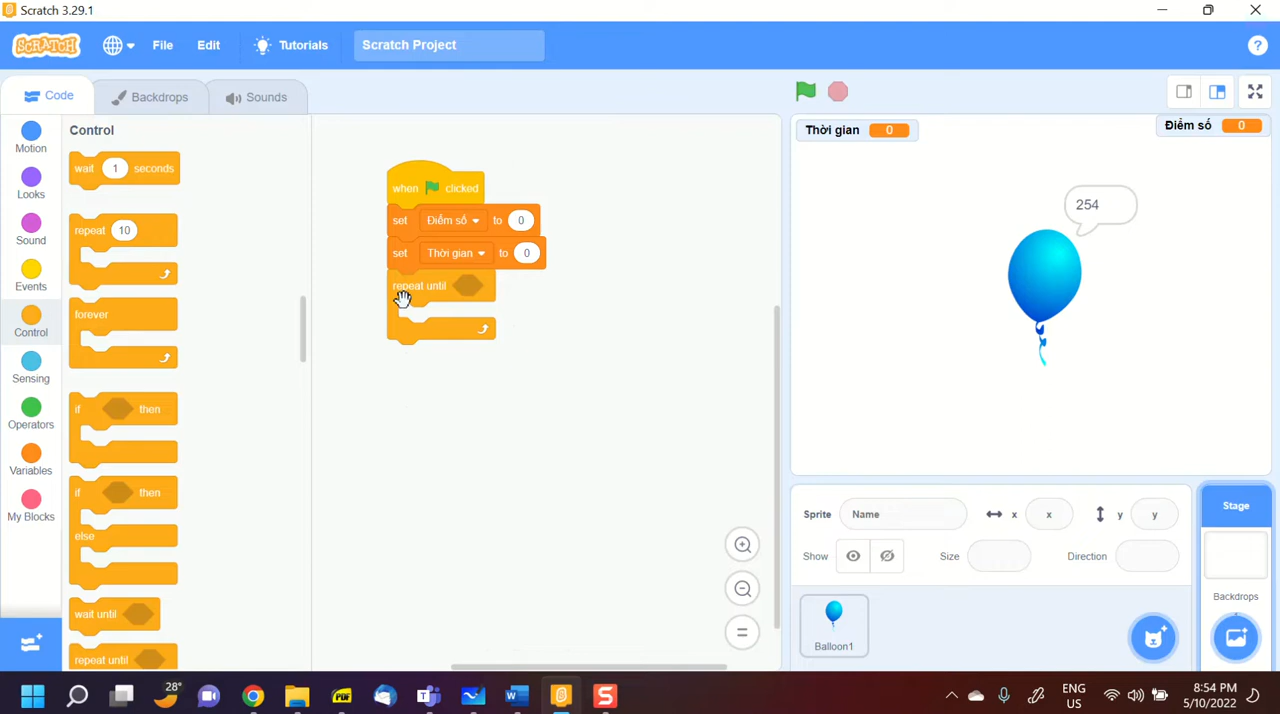 Scratch 3.29.1
SCRATCH
File
Edit
Tutorials
Scratch Project
?
Code
Backdrops
Sounds
Motion
Looks
Sound
Events
Control
Sensing
Operators
Variables
My Blocks
Control
wait 1 seconds
repeat 10
forever
if then
if then
else
wait until
repeat until
when clicked
set Điểm số to 0
set Thời gian to 0
repeat until
Thời gian 0
Điểm số 0
254
Sprite Name
x x
y y
Show
Size
Direction
Balloon1
Stage
Backdrops
28°
PDF
W
S
ENG
US
8:54 PM
5/10/2022